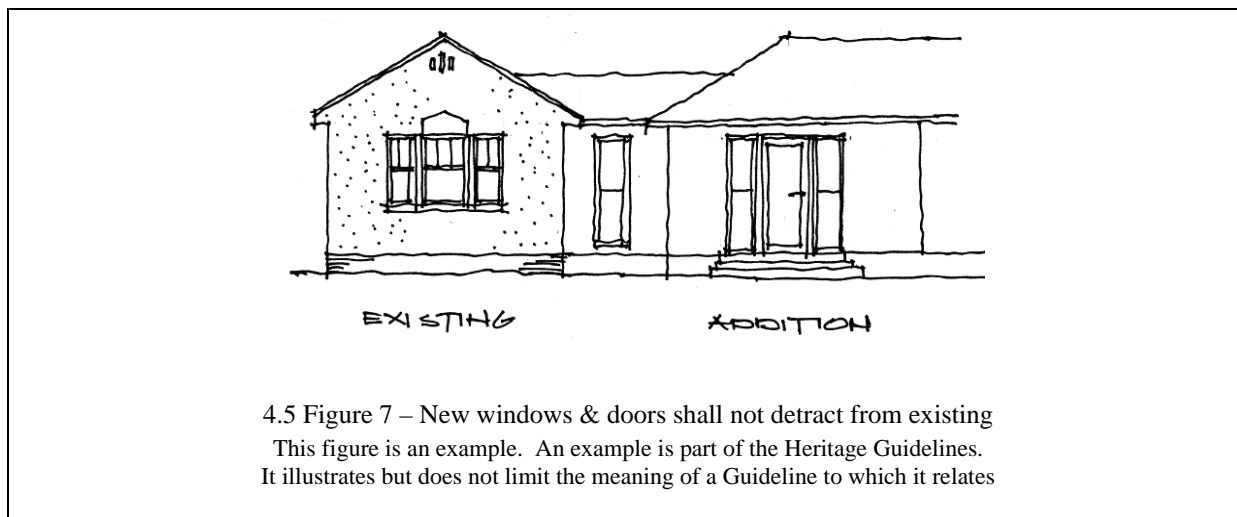 EXISTING
ADDITION
4.5 Figure 7 – New windows & doors shall not detract from existing
This figure is an example. An example is part of the Heritage Guidelines.
It illustrates but does not limit the meaning of a Guideline to which it relates